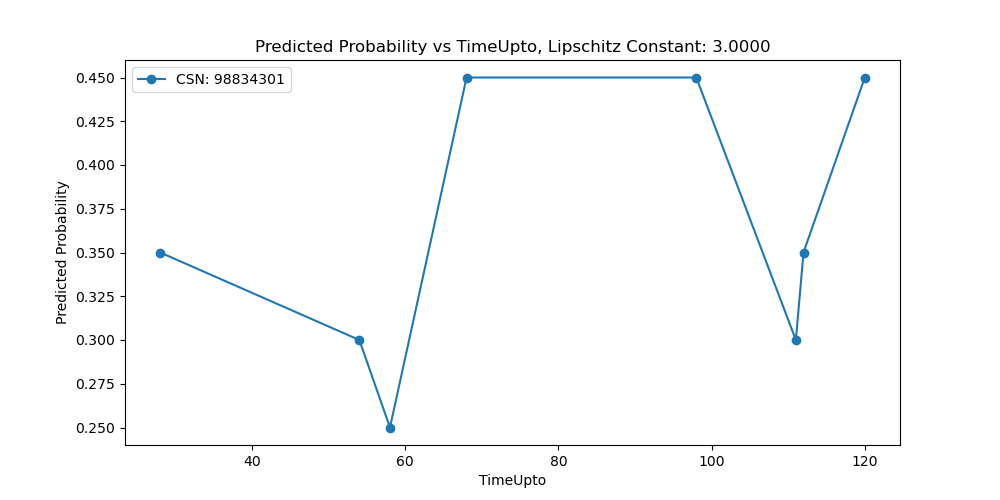 Predicted Probability vs TimeUpto, Lipschitz Constant: 3.0000
CSN: 98834301
Predicted Probability
0.450
0.425
0.400
0.375
0.350
0.325
0.300
0.275
0.250
40 60 80 100 120
TimeUpto